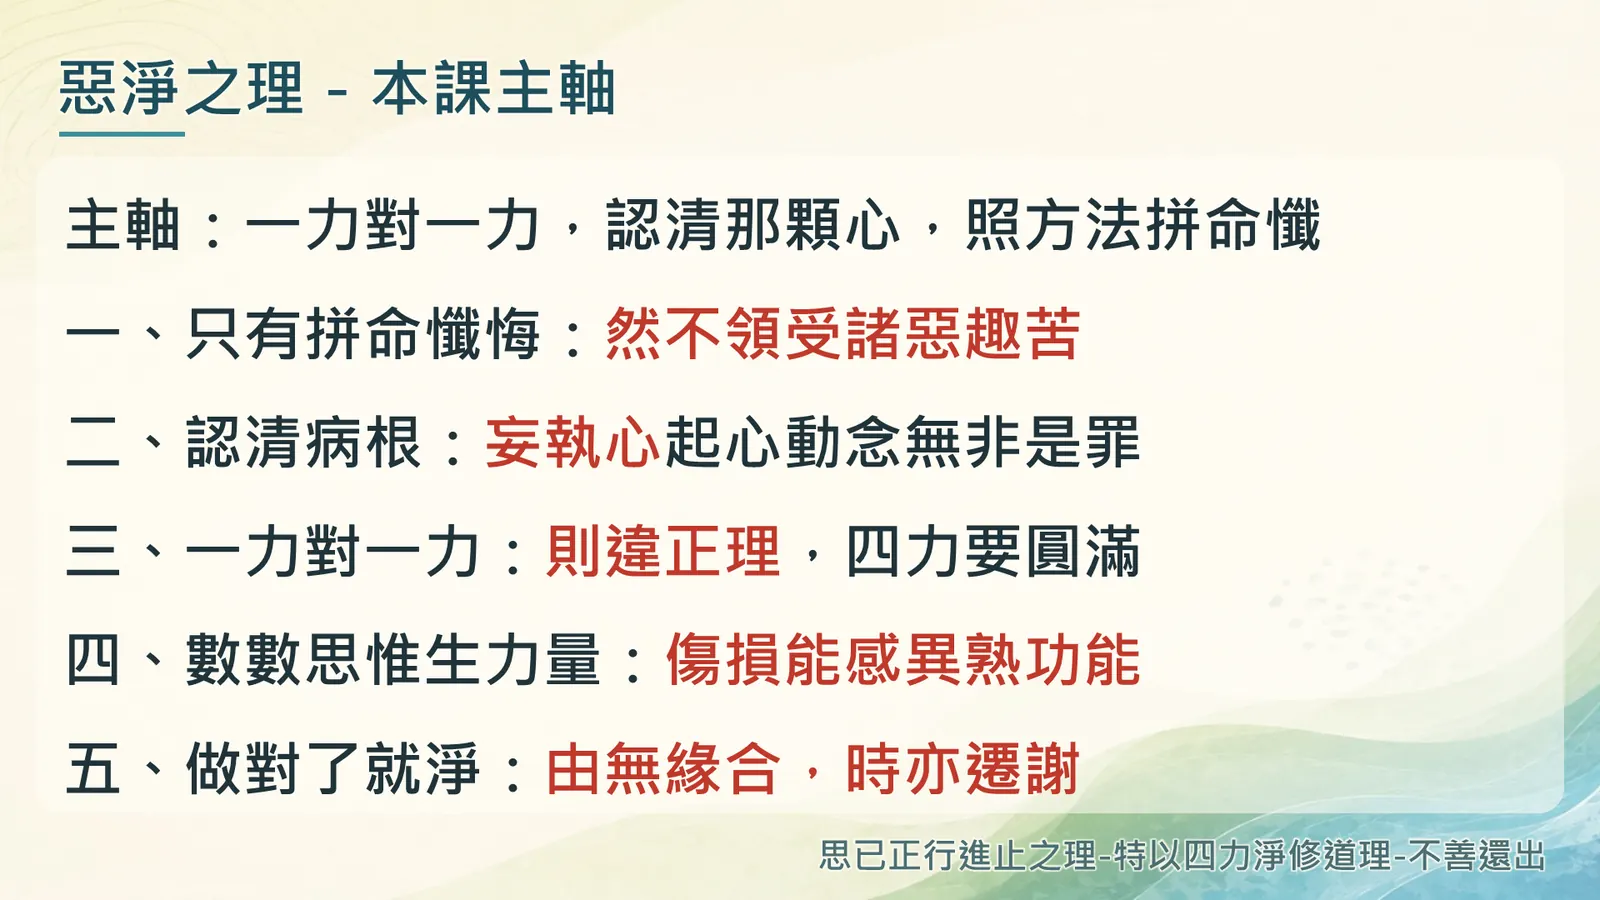 惡淨之理 - 本課主軸
主軸：一力對一力，認清那顆心，照方法拼命懺
一、只有拼命懺悔：然不領受諸惡趣苦
二、認清病根：妄執心起心動念無非是罪
三、一力對一力：則違正理，四力要圓滿
四、數數思惟生力量：傷損能感異熟功能
五、做對了就淨：由無緣合，時亦遷謝
思已正行進止之理-特以四力淨修道理-不善還出